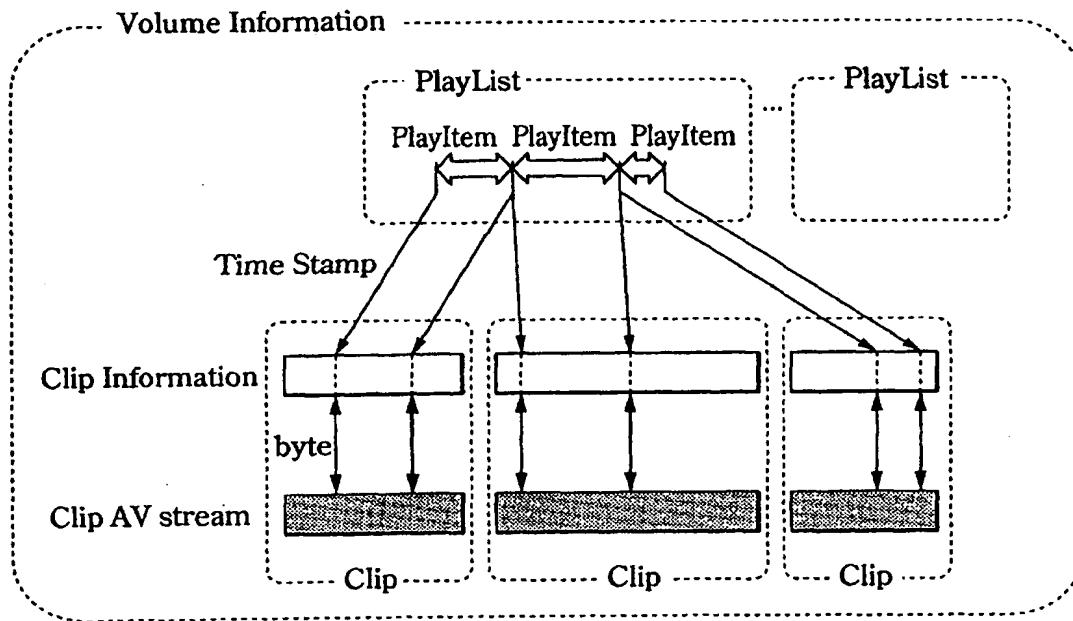 Volume Information
PlayList
PlayList
...
PlayItem PlayItem PlayItem
Time Stamp
Clip Information
byte
Clip AV stream
Clip
Clip
Clip